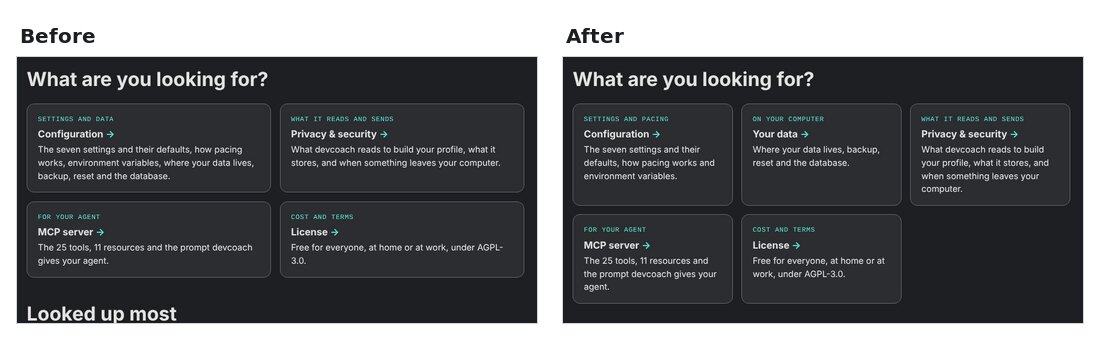 Before
What are you looking for?
SETTINGS AND DATA
Configuration →
The seven settings and their defaults, how pacing
works, environment variables, where your data lives,
backup, reset and the database.
WHAT IT READS AND SENDS
Privacy & security →
What devcoach reads to build your profile, what it
stores, and when something leaves your computer.
FOR YOUR AGENT
MCP server →
The 25 tools, 11 resources and the prompt devcoach
gives your agent.
COST AND TERMS
License →
Free for everyone, at home or at work, under AGPL-
3.0.
Looked up most
After
What are you looking for?
SETTINGS AND PACING
Configuration →
The seven settings and their
defaults, how pacing works and
environment variables.
ON YOUR COMPUTER
Your data →
Where your data lives, backup,
reset and the database.
WHAT IT READS AND SENDS
Privacy & security →
What devcoach reads to build
your profile, what it stores, and
when something leaves your
computer.
FOR YOUR AGENT
MCP server →
The 25 tools, 11 resources and
the prompt devcoach gives your
agent.
COST AND TERMS
License →
Free for everyone, at home or at
work, under AGPL-3.0.